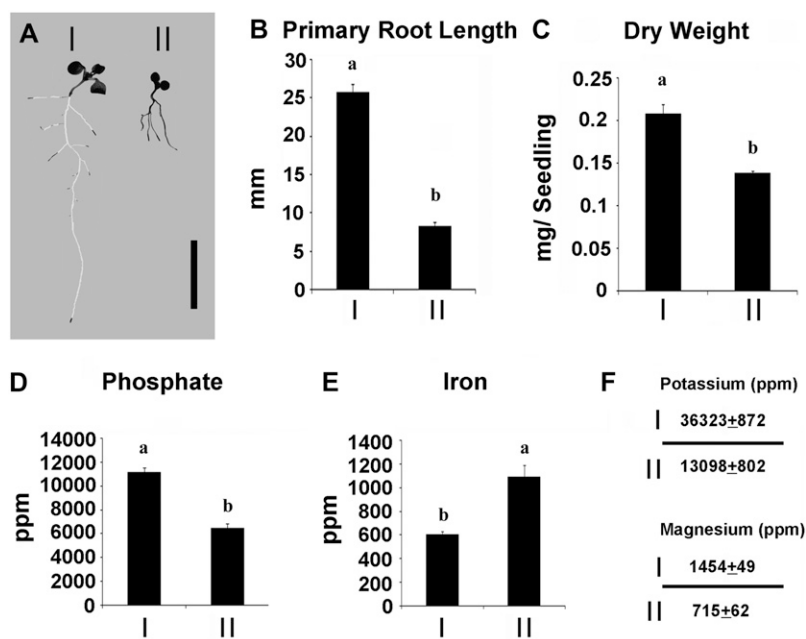 A
I
II
B
Primary Root Length
mm
30
25
20
15
10
5
0
a
b
I
II
C
Dry Weight
mg/ Seedling
0.25
0.2
0.15
0.1
0.05
0
a
b
I
II
D
Phosphate
ppm
14000
12000
10000
8000
6000
4000
2000
0
a
b
I
II
E
Iron
ppm
1400
1200
1000
800
600
400
200
0
b
a
I
II
F
Potassium (ppm)
I 36323±872
II 13098±802
Magnesium (ppm)
I 1454±49
II 715±62